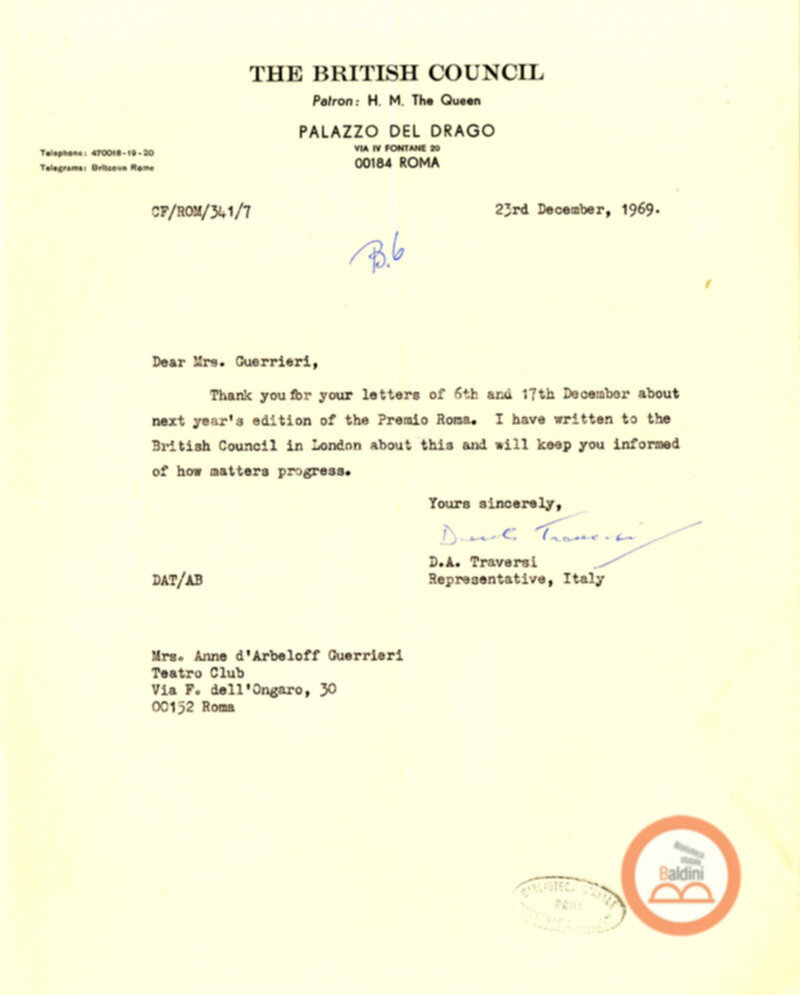 THE BRITISH COUNCIL
Patron: H. M. The Queen
PALAZZO DEL DRAGO
VIA IV FONTANE 20
00184 ROMA
Telephone: 470018-19-20
Telegrams: Britcoun Rome
CF/ROM/341/7
23rd December, 1969.
B.6
Dear Mrs. Guerrieri,
Thank you for your letters of 6th and 17th December about
next year's edition of the Premio Roma. I have written to the
British Council in London about this and will keep you informed
of how matters progress.
Yours sincerely,
Traversi
D.A. Traversi
DAT/AB
Representative, Italy
Mrs. Anne d'Arbeloff Guerrieri
Teatro Club
Via F. dell'Ongaro, 30
00152 Roma
Biblioteca
statale
Baldini
ROMA